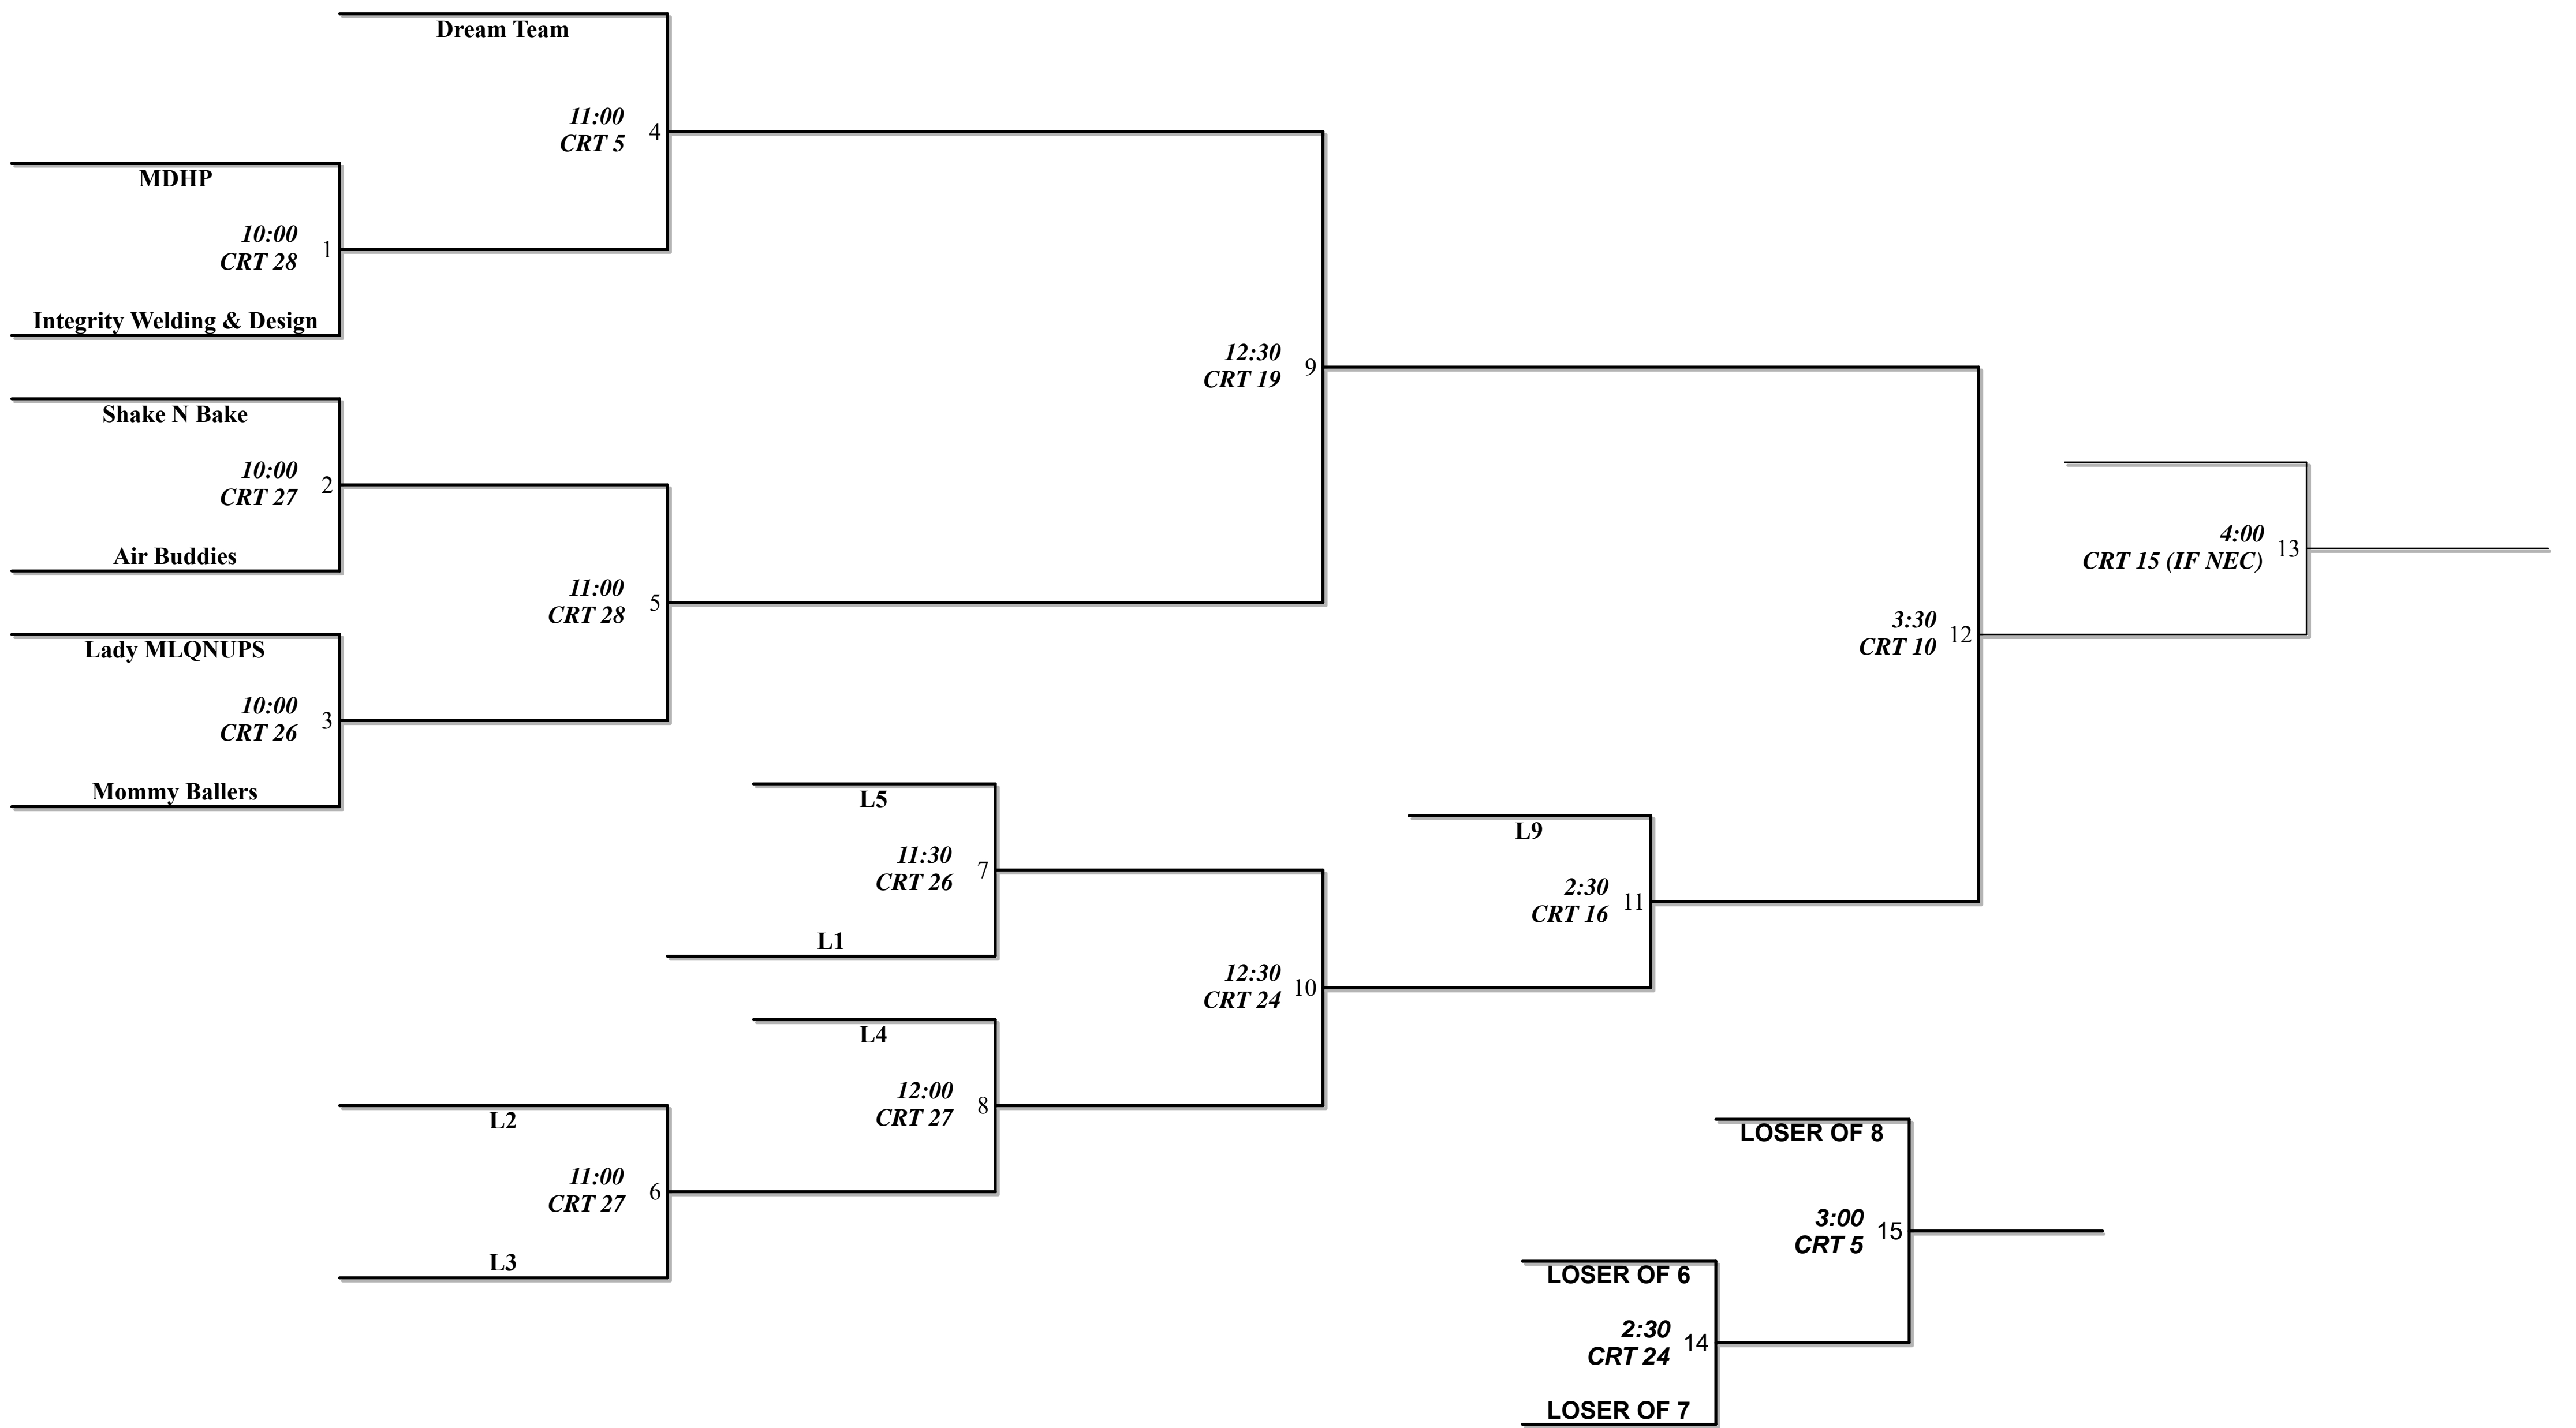 Dream Team
11:00
CRT 5
4
MDHP
10:00
CRT 28
1
Integrity Welding & Design
Shake N Bake
10:00
CRT 27
2
Air Buddies
11:00
CRT 28
5
Lady MLQNUPS
10:00
CRT 26
3
Mommy Ballers
12:30
CRT 19
9
4:00
CRT 15 (IF NEC)
13
3:30
CRT 10
12
L5
11:30
CRT 26
7
L1
L9
2:30
CRT 16
11
12:30
CRT 24
10
L4
12:00
CRT 27
8
L2
11:00
CRT 27
6
L3
LOSER OF 8
3:00
CRT 5
15
LOSER OF 6
2:30
CRT 24
14
LOSER OF 7